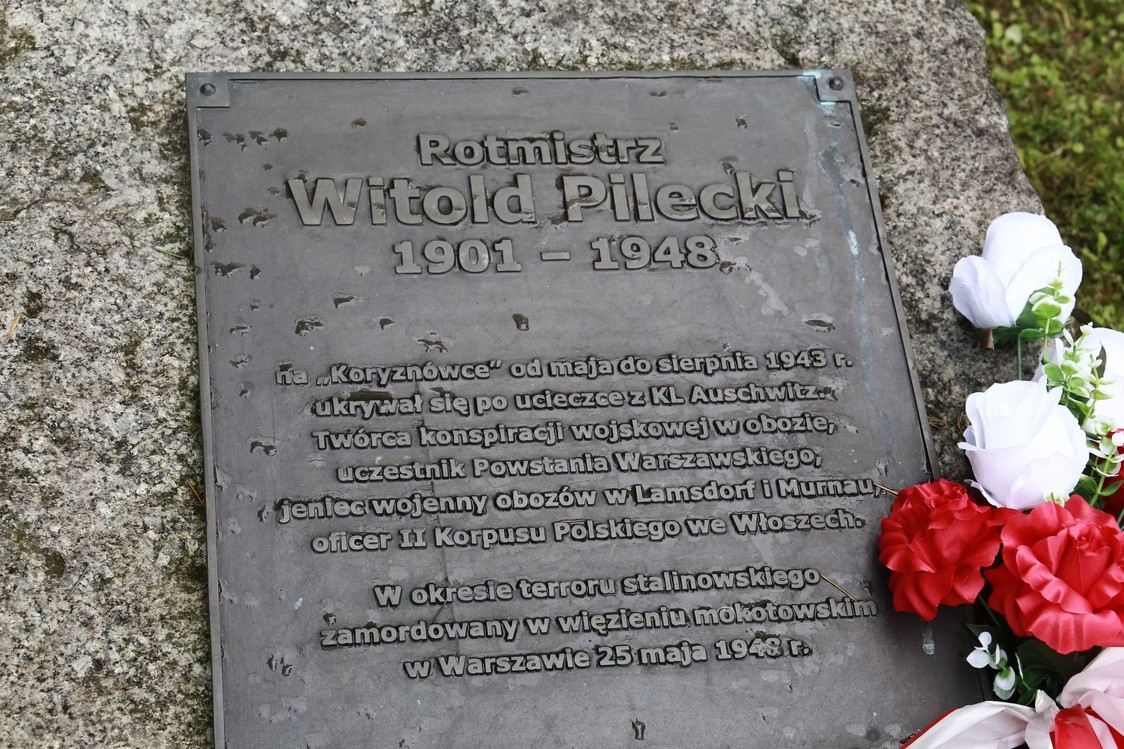 Rotmistrz
Witold Pilecki
1901 – 1948
na „Koryznówce” od maja do sierpnia 1943 r.
ukrywał się po ucieczce z KL Auschwitz.
Twórca konspiracji wojskowej w obozie,
uczestnik Powstania Warszawskiego,
jeniec wojenny obozów w Lamsdorf i Murnau,
oficer II Korpusu Polskiego we Włoszech.
W okresie terroru stalinowskiego
zamordowany w więzieniu mokotowskim
w Warszawie 25 maja 1948 r.